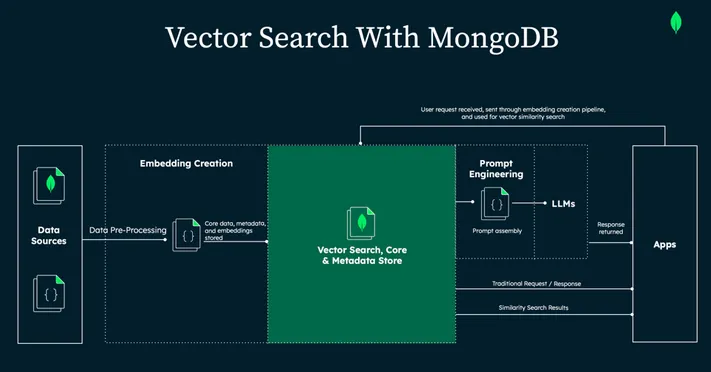 Vector Search With MongoDB
User request received, sent through embedding creation pipeline,
and used for vector similarity search
Embedding Creation
Prompt
Engineering
{ }
LLMs
Prompt assembly
Data
Sources
Data Pre-Processing
{ }
Core data, metadata,
and embeddings
stored
Vector Search, Core
& Metadata Store
Response
returned
Apps
{ }
Traditional Request / Response
Similarity Search Results